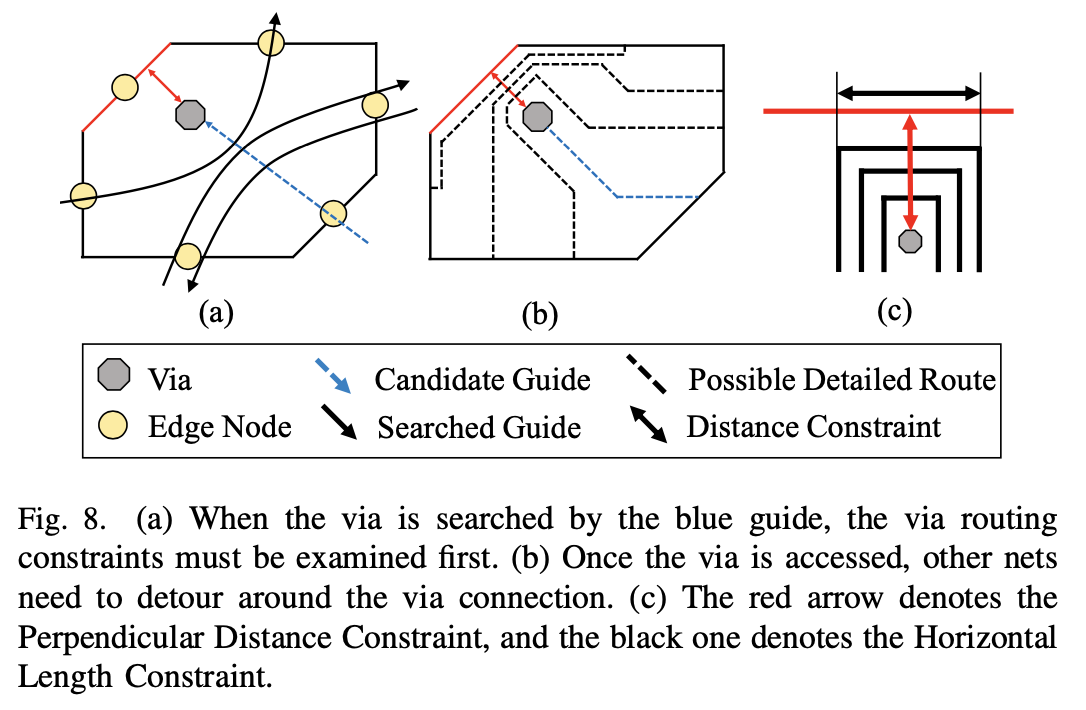 (a)
(b)
(c)
Via
Candidate Guide
Possible Detailed Route
Edge Node
Searched Guide
Distance Constraint
Fig. 8. (a) When the via is searched by the blue guide, the via routing
constraints must be examined first. (b) Once the via is accessed, other nets
need to detour around the via connection. (c) The red arrow denotes the
Perpendicular Distance Constraint, and the black one denotes the Horizontal
Length Constraint.